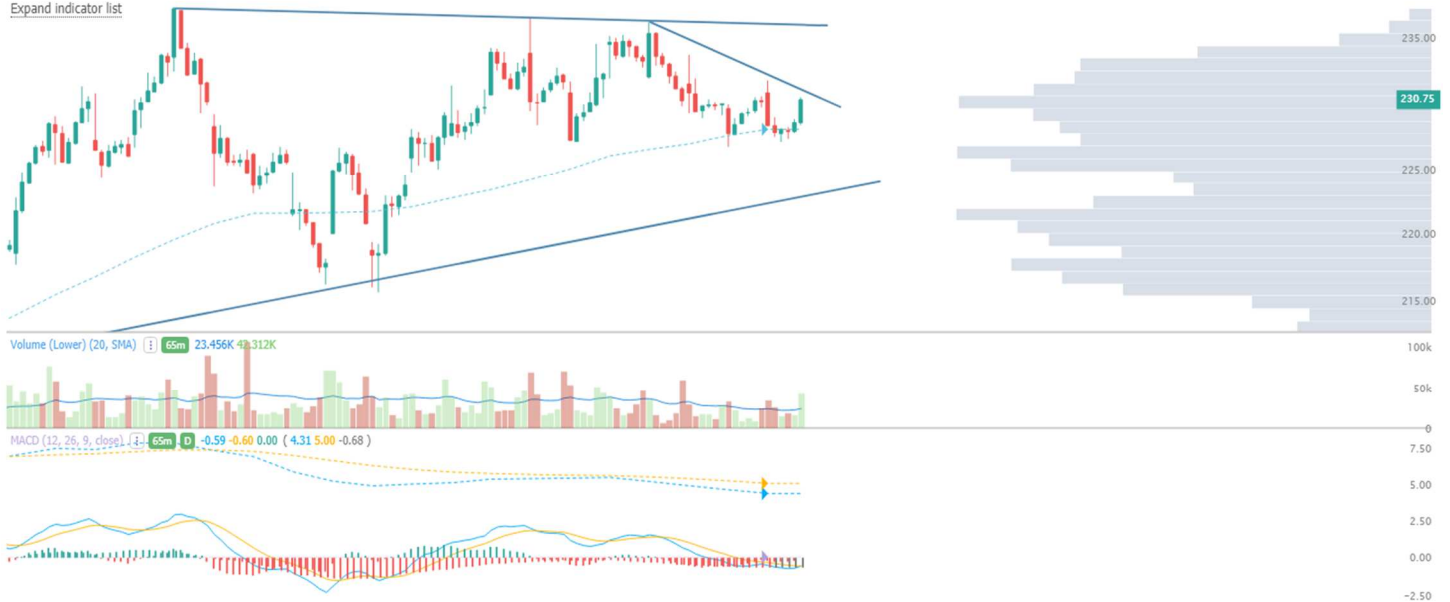 Expand indicator list
235.00
230.75
225.00
220.00
215.00
Volume (Lower) (20, SMA) 65m 23.456K 42.312K
100k
50k
0
MACD (12, 26, 9, close) 65m D -0.59 -0.60 0.00 ( 4.31 5.00 -0.68 )
7.50
5.00
2.50
0.00
-2.50